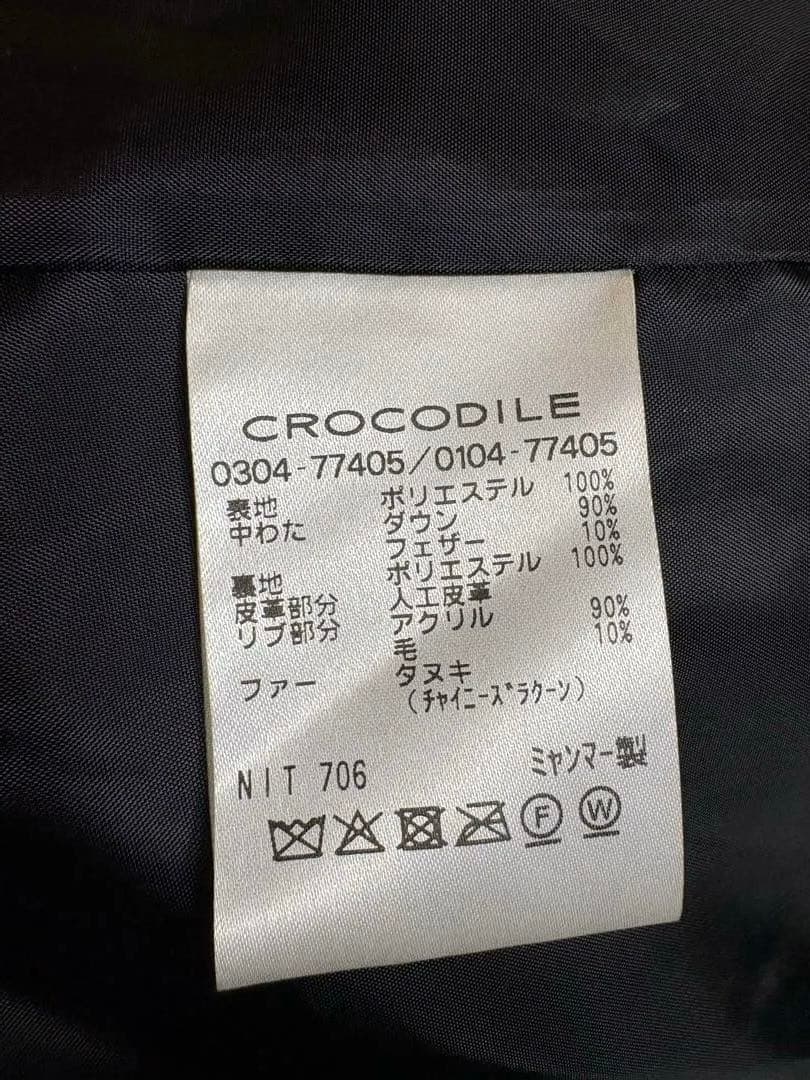 CROCODILE
0304-77405/0104-77405
表地 ポリエステル 100%
中わた ダウン 90%
フェザー 10%
裏地 ポリエステル 100%
皮革部分 人工皮革
リブ部分 アクリル 90%
毛 10%
ファー タヌキ
(チャイニーズラクーン)
NIT 706 ミャンマー製
F W